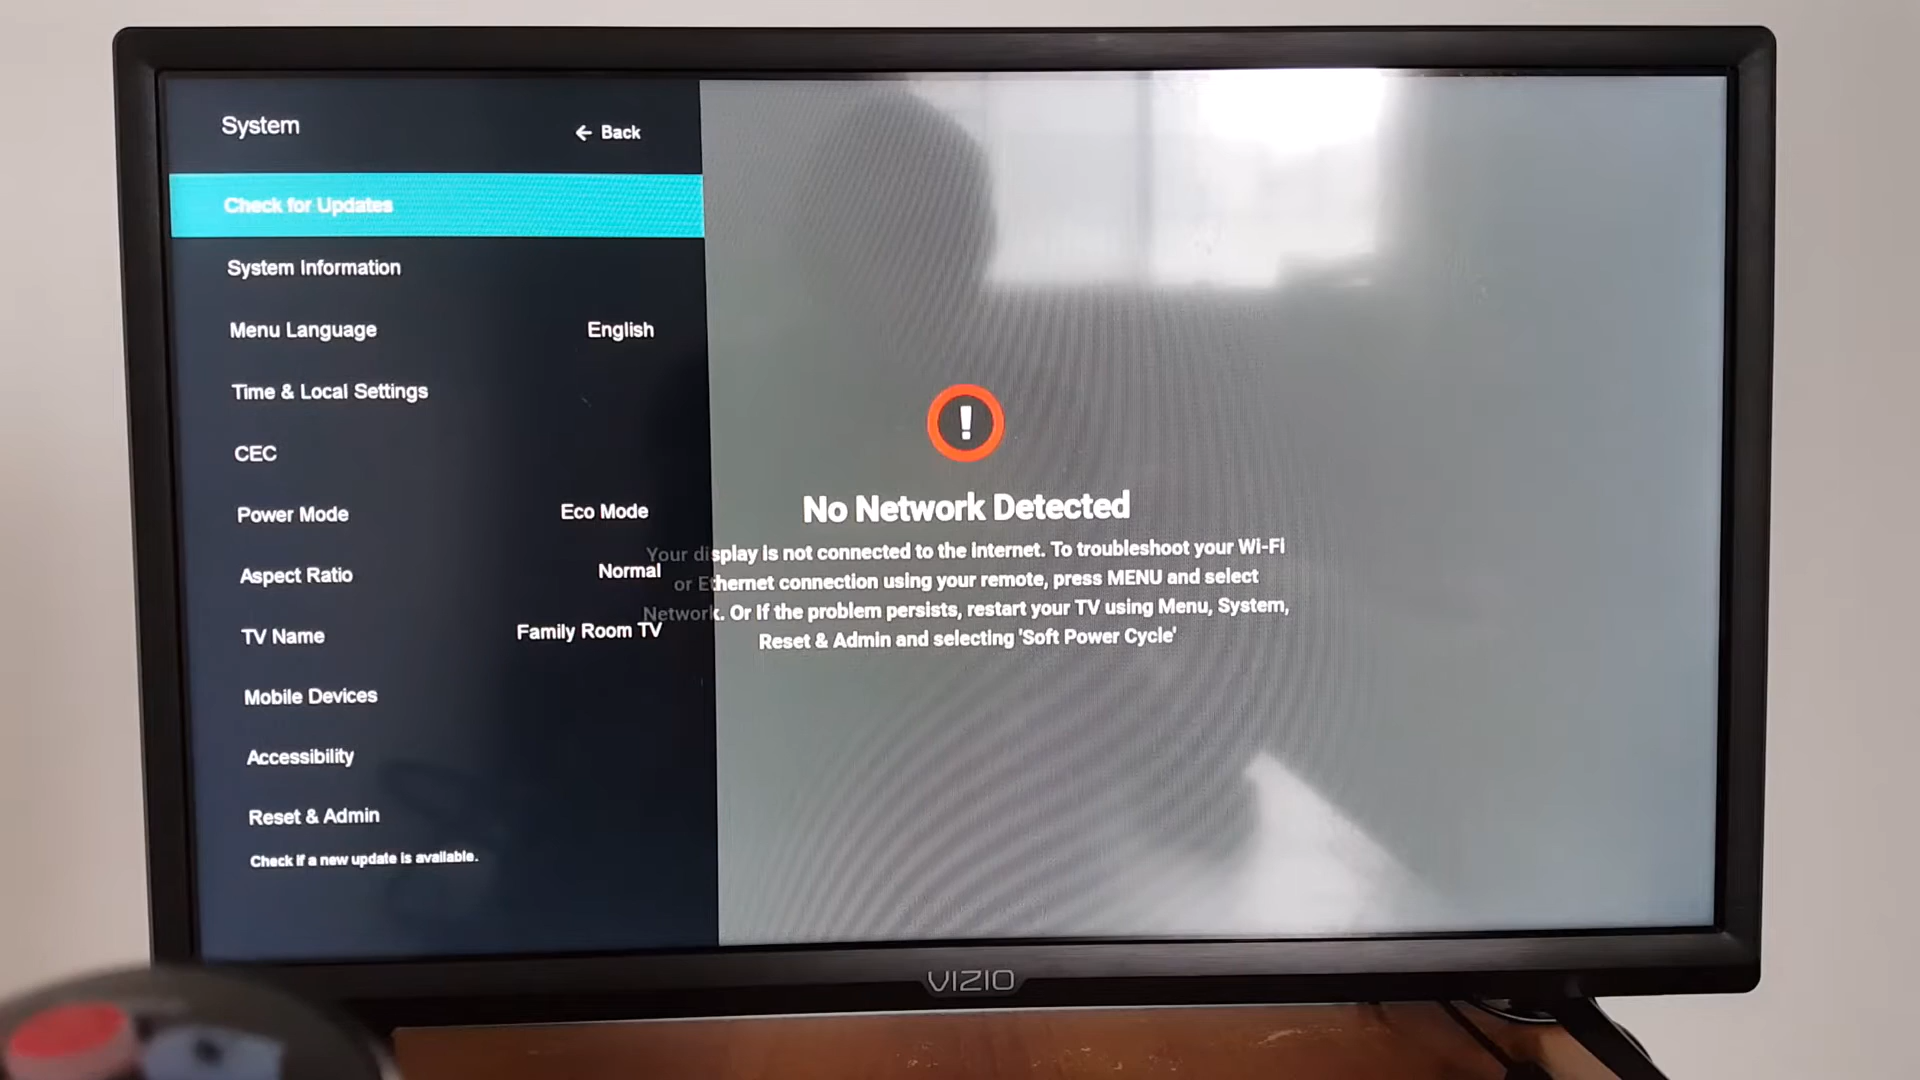 System
← Back
Check for Updates
System Information
Menu Language English
Time & Local Settings
CEC
Power Mode Eco Mode
Aspect Ratio Normal
TV Name Family Room TV
Mobile Devices
Accessibility
Reset & Admin
Check if a new update is available.
!
No Network Detected
Your display is not connected to the internet. To troubleshoot your Wi-Fi
or Ethernet connection using your remote, press MENU and select
Network. Or if the problem persists, restart your TV using Menu, System,
Reset & Admin and selecting 'Soft Power Cycle'
VIZIO